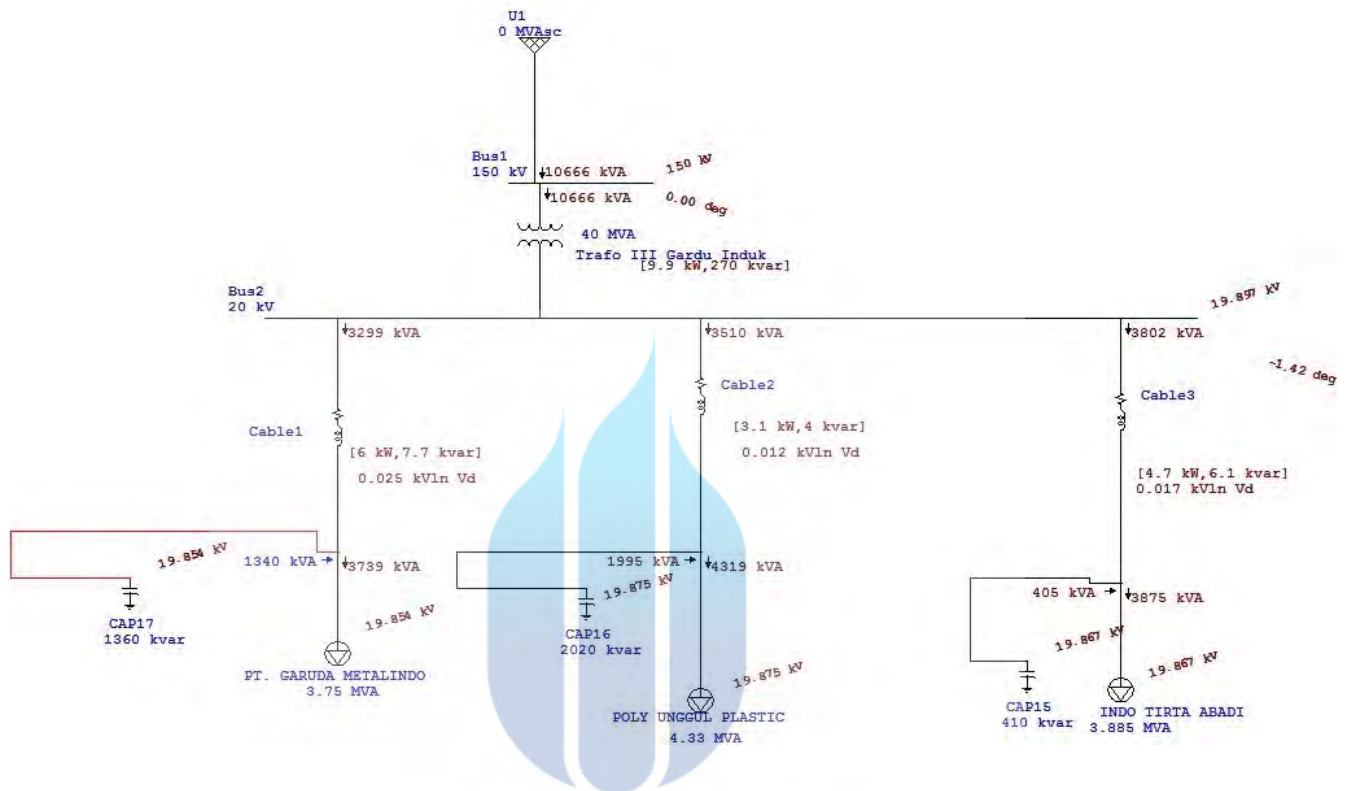 U1
0 MVAsc
Bus1
150 kV
10666 kVA
150 kV
10666 kVA
0.00 deg
40 MVA
Trafo III Gardu Induk
[9.9 kW,270 kvar]
Bus2
20 kV
19.897 kV
3299 kVA
3510 kVA
3802 kVA
-1.42 deg
Cable1
Cable2
Cable3
[6 kW,7.7 kvar]
0.025 kVln Vd
[3.1 kW,4 kvar]
0.012 kVln Vd
[4.7 kW,6.1 kvar]
0.017 kVln Vd
19.854 kV
1340 kVA
3739 kVA
1995 kVA
4319 kVA
19.875 kV
405 kVA
3875 kVA
CAP17
1360 kvar
19.854 kV
CAP16
2020 kvar
19.867 kV
PT. GARUDA METALINDO
3.75 MVA
19.875 kV
19.867 kV
POLY UNGGUL PLASTIC
4.33 MVA
CAP15
410 kvar
INDO TIRTA ABADI
3.885 MVA